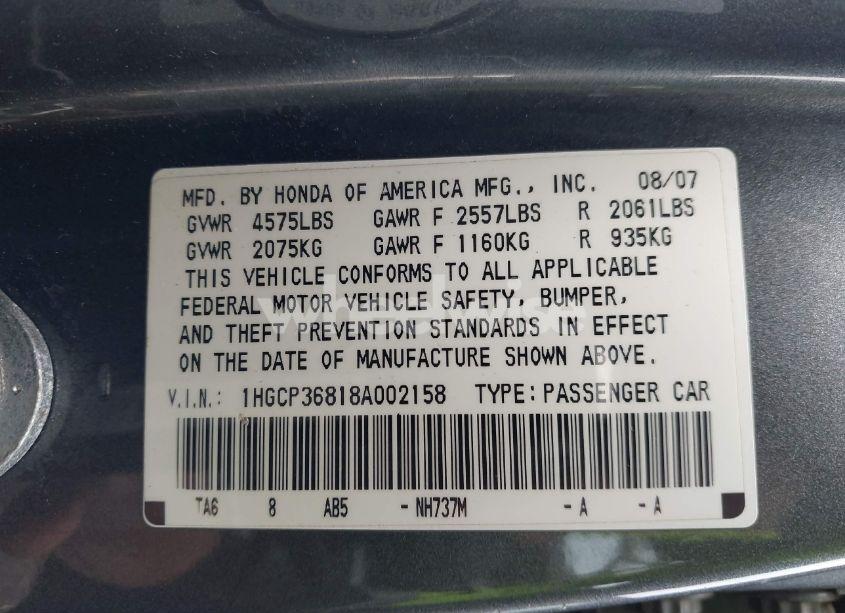 MFD. BY HONDA OF AMERICA MFG., INC. 08/07
GVWR 4575LBS GAWR F 2557LBS R 2061LBS
GVWR 2075KG GAWR F 1160KG R 935KG
THIS VEHICLE CONFORMS TO ALL APPLICABLE
FEDERAL MOTOR VEHICLE SAFETY, BUMPER,
AND THEFT PREVENTION STANDARDS IN EFFECT
ON THE DATE OF MANUFACTURE SHOWN ABOVE.
V.I.N.: 1HGCP36818A002158 TYPE: PASSENGER CAR
TA6 8 AB5 - NH737M - A - A